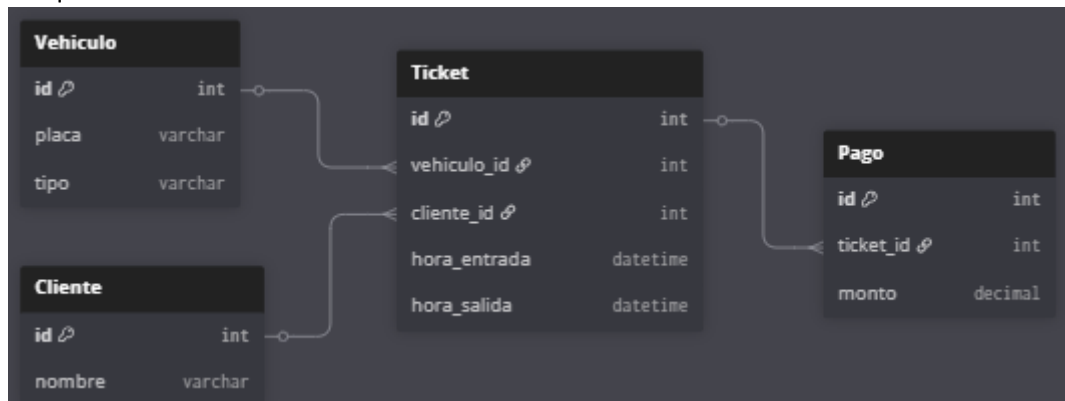 Vehiculo
id int
placa varchar
tipo varchar
Cliente
id int
nombre varchar
Ticket
id int
vehiculo_id int
cliente_id int
hora_entrada datetime
hora_salida datetime
Pago
id int
ticket_id int
monto decimal